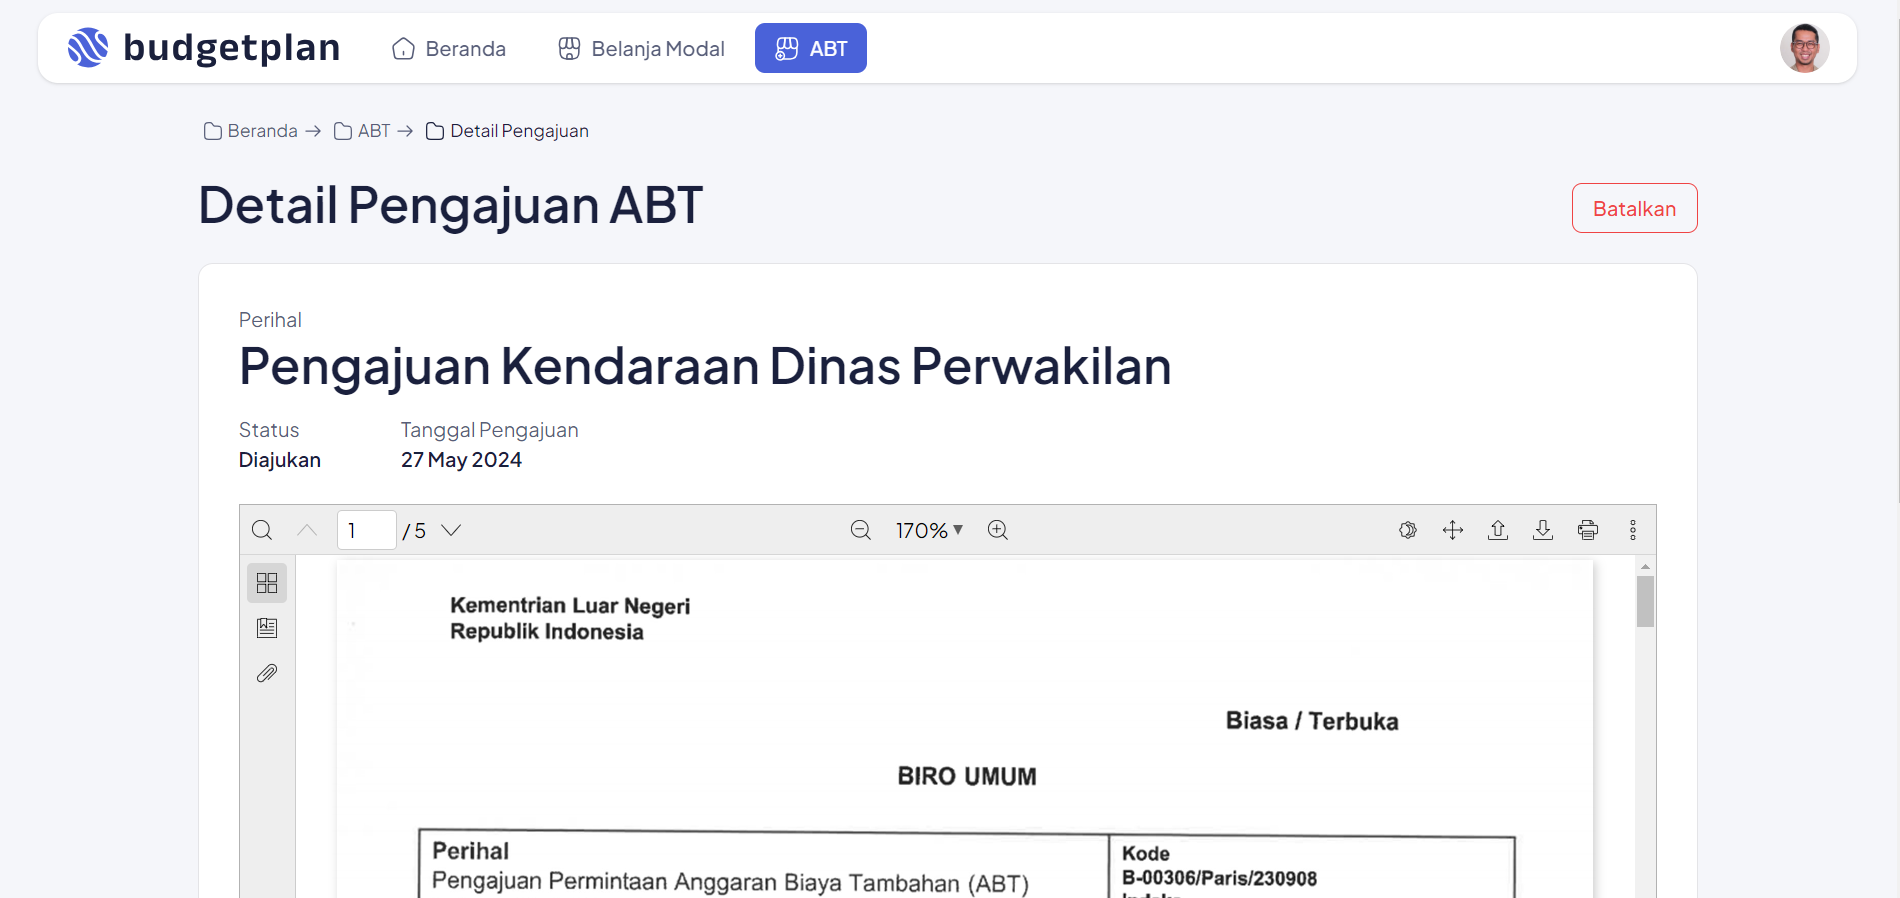 budgetplan
Beranda
Belanja Modal
ABT
Beranda → ABT → Detail Pengajuan
Detail Pengajuan ABT
Batalkan
Perihal
Pengajuan Kendaraan Dinas Perwakilan
Status
Diajukan
Tanggal Pengajuan
27 May 2024
1 / 5
170%
Kementrian Luar Negeri
Republik Indonesia
Biasa / Terbuka
BIRO UMUM
Perihal
Pengajuan Permintaan Anggaran Biaya Tambahan (ABT)
Kode
B-00306/Paris/230908